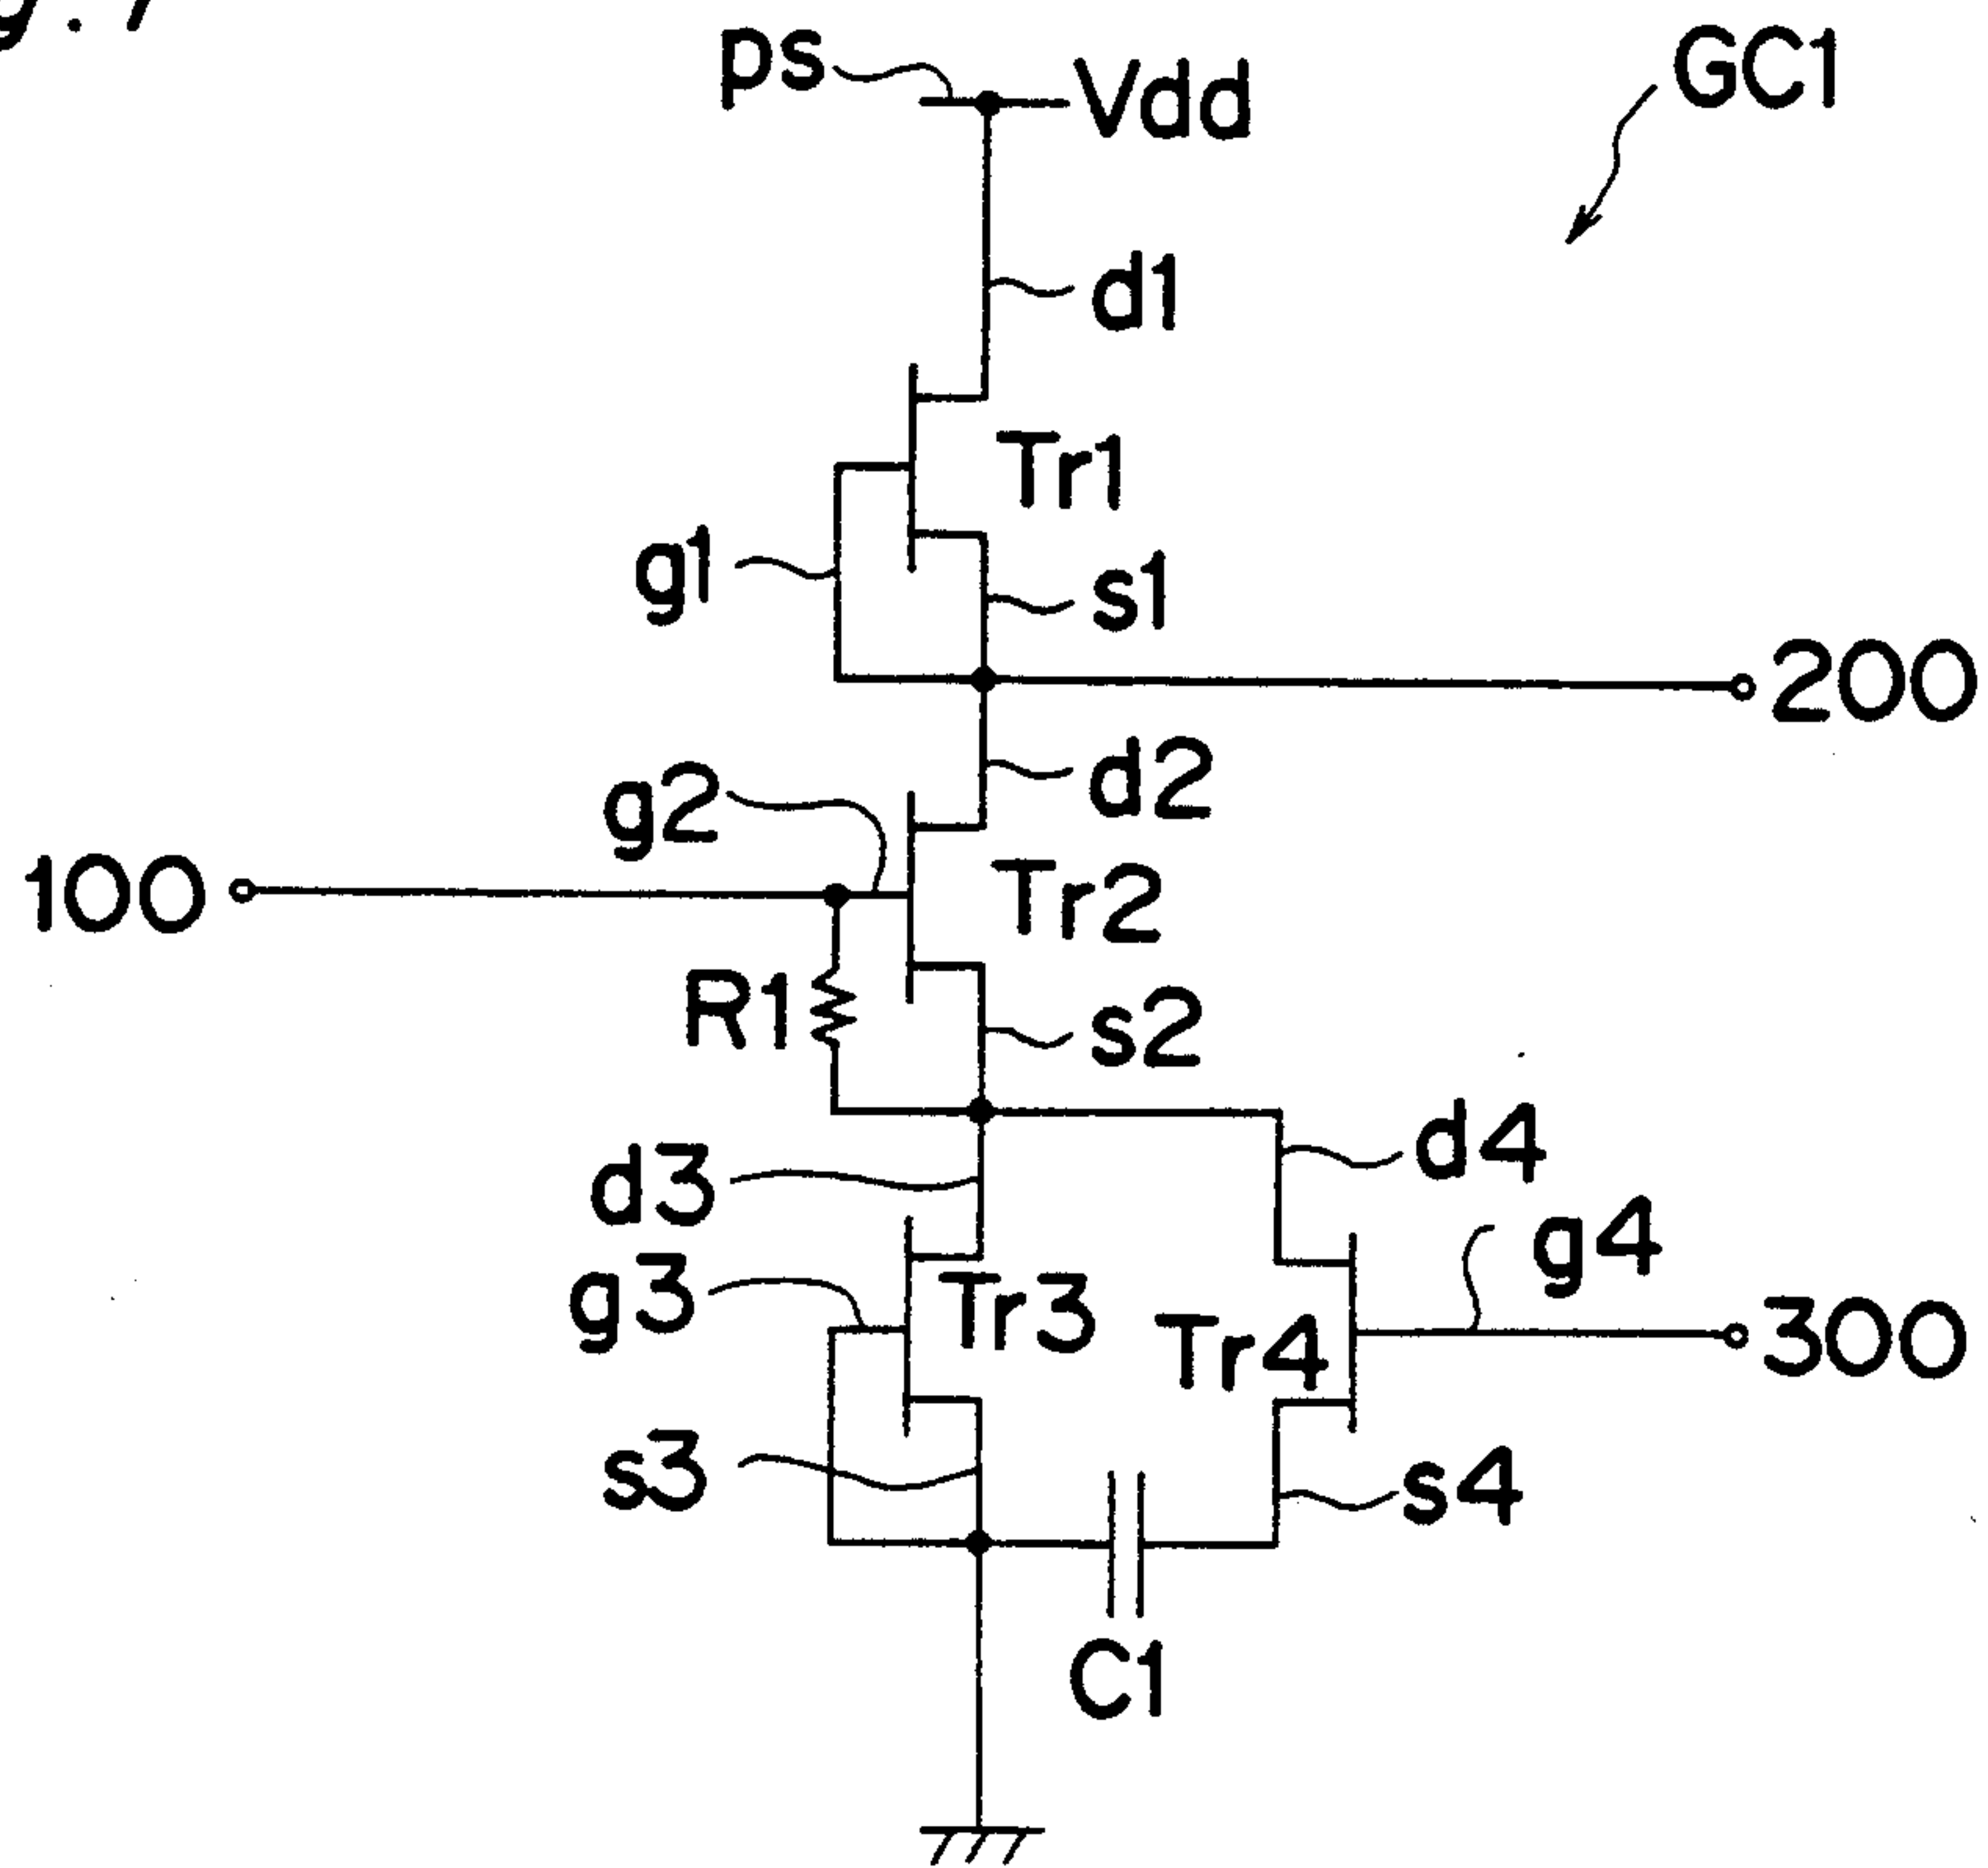 g.7
ps
Vdd
GC1
d1
Tr1
g1
s1
200
g2
d2
100
Tr2
R1
s2
d3
d4
g4
g3
Tr3
Tr4
300
s3
s4
C1